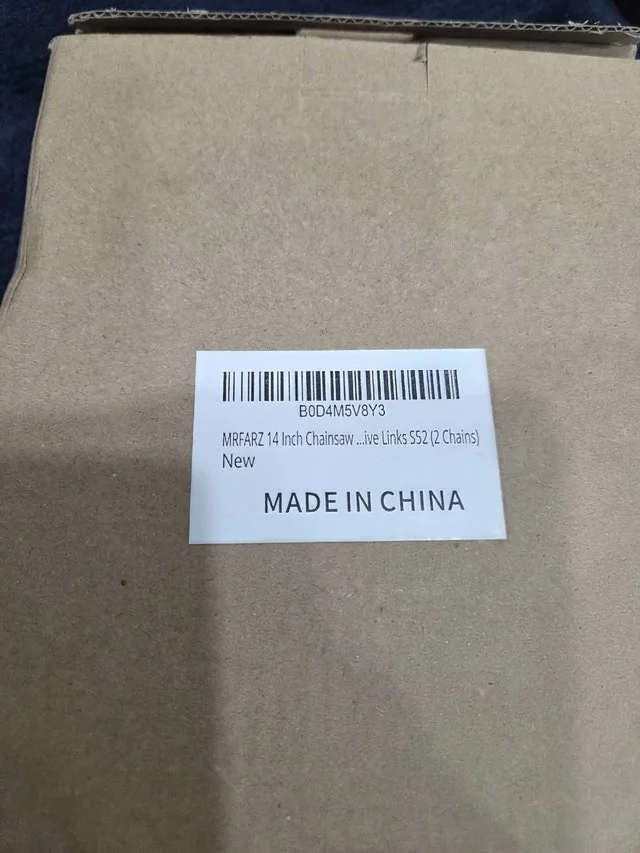 B0D4M5V8Y3
MRFARZ 14 Inch Chainsaw ...ive Links S52 (2 Chains)
New
MADE IN CHINA